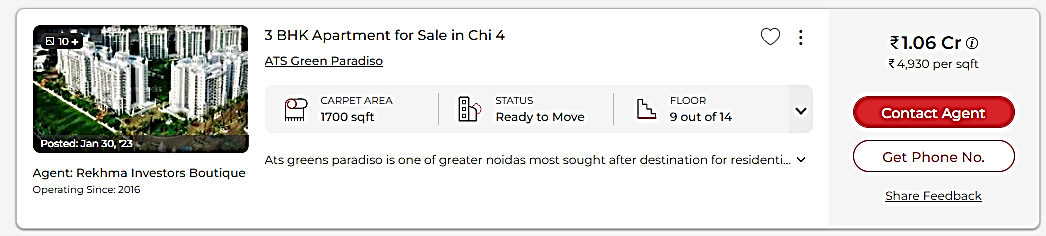 10 +
Posted: Jan 30, '23
Agent: Rekhma Investors Boutique
Operating Since: 2016
3 BHK Apartment for Sale in Chi 4
ATS Green Paradiso
CARPET AREA
1700 sqft
STATUS
Ready to Move
FLOOR
9 out of 14
Ats greens paradiso is one of greater noidas most sought after destination for residenti...
₹1.06 Cr
₹4,930 per sqft
Contact Agent
Get Phone No.
Share Feedback